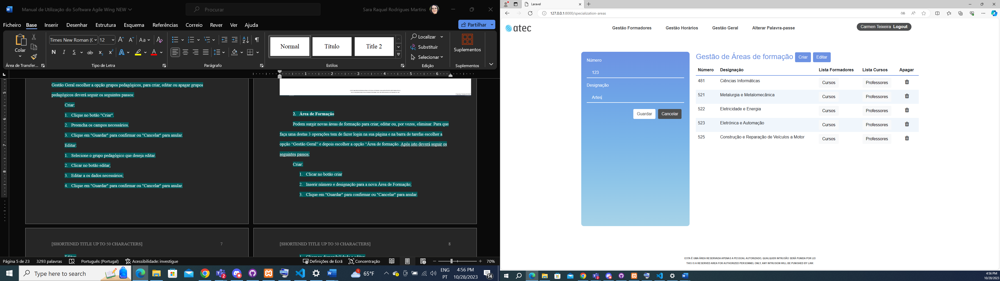 Manual de Utilização do Software Agile Wing NEW
Procurar
Sara Raquel Rodrigues Martins
Ficheiro Base Inserir Desenhar Estrutura Esquema Referências Correio Rever Ver Ajuda
Partilhar
Colar
Times New Roman (C 12
Normal
Título
Title 2
Localizar
Substituir
Selecionar
Suplementos
Área de Transfer... Tipo de Letra Parágrafo Estilos Edição Suplementos
Gestão Geral escolher a opção grupos pedagógicos, para criar, editar ou apagar grupos
pedagógicos deverá seguir os seguintes passos:
Criar:
1. Clique no botão "Criar".
2. Preencha os campos necessários.
3. Clique em "Guardar" para confirmar ou "Cancelar" para anular.
Editar:
1. Selecione o grupo pedagógico que deseja editar.
2. Clicar no botão editar;
3. Editar a os dados necessários;
4. Clique em "Guardar" para confirmar ou "Cancelar" para anular.
[SHORTENED TITLE UP TO 50 CHARACTERS] 7
Editar:
2. Área de Formação
Podem surgir novas áreas de formação para criar, editar ou, por vezes, eliminar. Para que
faça uma destas 3 operações tem de fazer login na sua página e na barra de tarefas escolher a
opção “Gestão Geral” e depois escolher a opção “Área de formação. Após isto deverá seguir os
seguintes passos:
Criar:
1. Clicar no botão criar
2. Inserir número e designação para a nova Área de Formação;
3. Clique em "Guardar" para confirmar ou "Cancelar" para anular.
[SHORTENED TITLE UP TO 50 CHARACTERS] 8
1. Clicar na disponibilidade a editar;
Página 5 de 23 3293 palavras Português (Portugal) Acessibilidade: investigue
Definições de Ecrã Concentração 70%
Type here to search
65°F
ENG
PT
4:56 PM
10/28/2023
14
Laravel
127.0.0.1:8000/specialization-areas
atec
Gestão Formadores Gestão Horários Gestão Geral Alterar Palavra-passe
Carmen Teixeira Logout
Número
123
Designação
Artes
Guardar Cancelar
Gestão de Áreas de formação Criar Editar
Número Designação Lista Formadores Lista Cursos Apagar
481 Ciências Informáticas Cursos Professores
521 Metalurgia e Metalomecânica Cursos Professores
522 Eletricidade e Energia Cursos Professores
523 Eletrónica e Automação Cursos Professores
525 Construção e Reparação de Veículos a Motor Cursos Professores
ESTA É UMA ÁREA RESERVADA APENAS A PESSOAL AUTORIZADO, QUALQUER INTRUSÃO SERÁ PUNIDA POR LEI
THIS IS A RESERVED AREA FOR AUTHORIZED PERSONNEL ONLY, ANY INTRUSION WILL BE PUNISHED BY LAW.
4:56 PM
10/28/2023